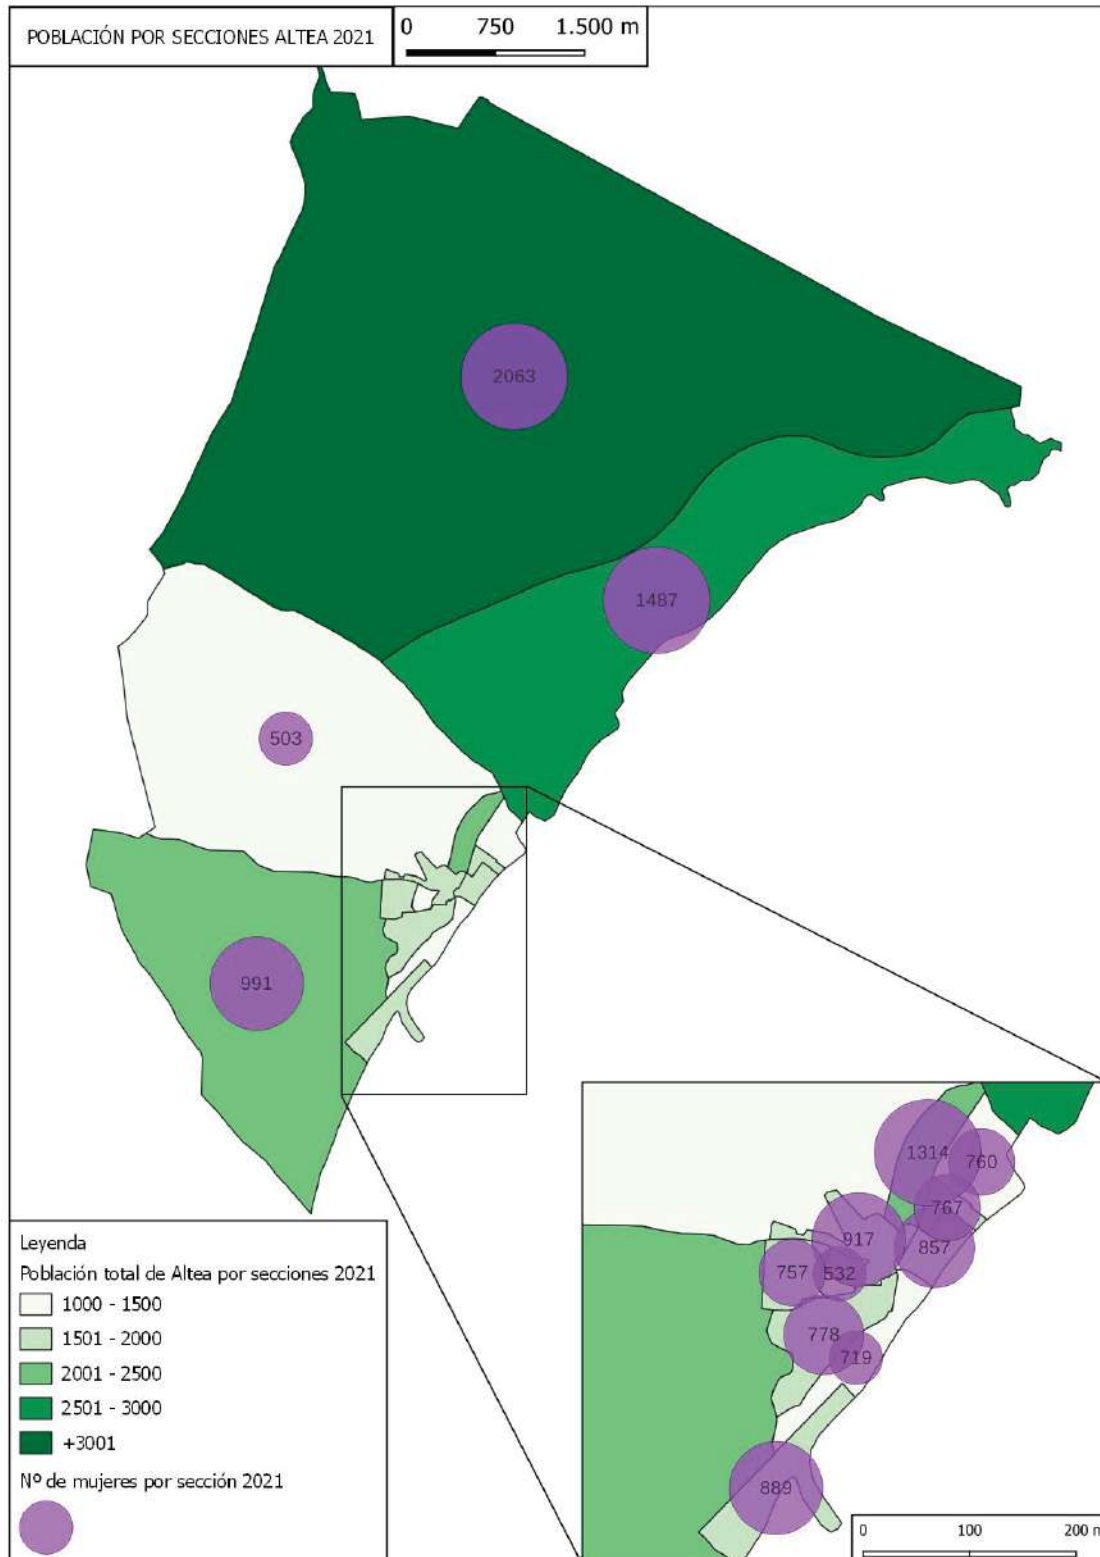 POBLACIÓN POR SECCIONES ALTEA 2021
0 750 1.500 m
2063
1487
503
991
1314
760
767
917
857
757
532
778
719
889
Leyenda
Población total de Altea por secciones 2021
1000 - 1500
1501 - 2000
2001 - 2500
2501 - 3000
+3001
Nº de mujeres por sección 2021
0 100 200 m